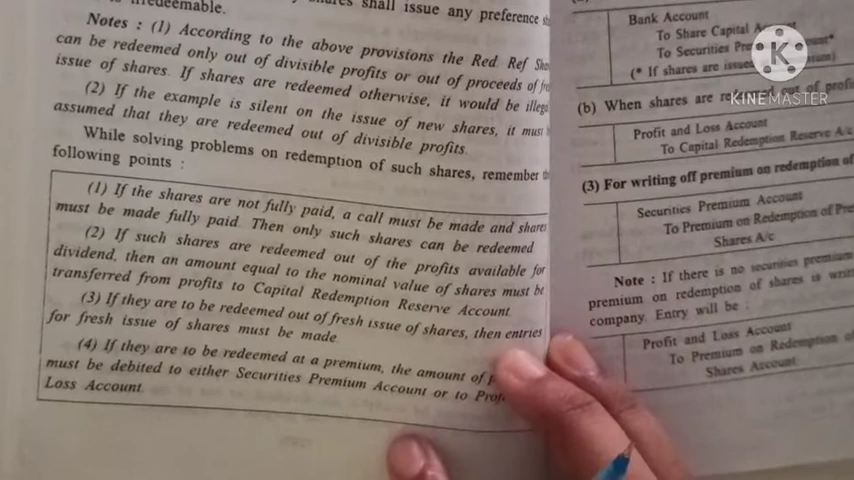 irredeemable.
shares shall issue any preference
Notes : (1) According to the above provisions the Red Ref
can be redeemed only out of divisible profits or out of proceeds of
issue of shares. If shares are redeemed otherwise, it would be
(2) If the example is silent on the issue of new shares, it must
assumed that they are redeemed out of divisible profits.
While solving problems on redemption of such shares, remember
following points :
(1) If the shares are not fully paid, a call must be made and shares
must be made fully paid. Then only such shares can be redeemed
(2) If such shares are redeemed out of the profits available for
dividend, then an amount equal to the nominal value of shares must be
transferred from profits to Capital Redemption Reserve Account.
(3) If they are to be redeemed out of fresh issue of shares, then entries
for fresh issue of shares must be made.
(4) If they are to be redeemed at a premium, the amount of
must be debited to either Securities Premium Account or to
Loss Account.
Bank Account
To Share Capital
To Securities
(* If shares are
KINEMASTER
(b) When shares are out of
Profit and Loss Account
To Capital Redemption Reserve A/c
(3) For writing off premium on redemption of
Securities Premium Account
To Premium on Redemption of
Shares A/c
Note : If there is no securities premium
premium on redemption of shares is
company. Entry will be :
Profit and Loss Account
To Premium on Redemption of
Shares Account